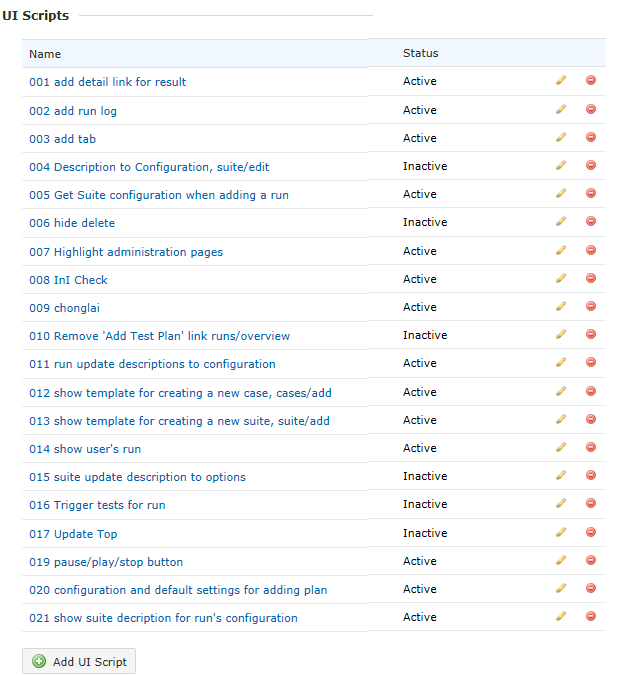 UI Scripts
Name Status
001 add detail link for result Active
002 add run log Active
003 add tab Active
004 Description to Configuration, suite/edit Inactive
005 Get Suite configuration when adding a run Active
006 hide delete Inactive
007 Highlight administration pages Active
008 InI Check Active
009 chonglai Active
010 Remove 'Add Test Plan' link runs/overview Inactive
011 run update descriptions to configuration Active
012 show template for creating a new case, cases/add Active
013 show template for creating a new suite, suite/add Active
014 show user's run Active
015 suite update description to options Inactive
016 Trigger tests for run Inactive
017 Update Top Inactive
019 pause/play/stop button Active
020 configuration and default settings for adding plan Active
021 show suite decription for run's configuration Active
Add UI Script